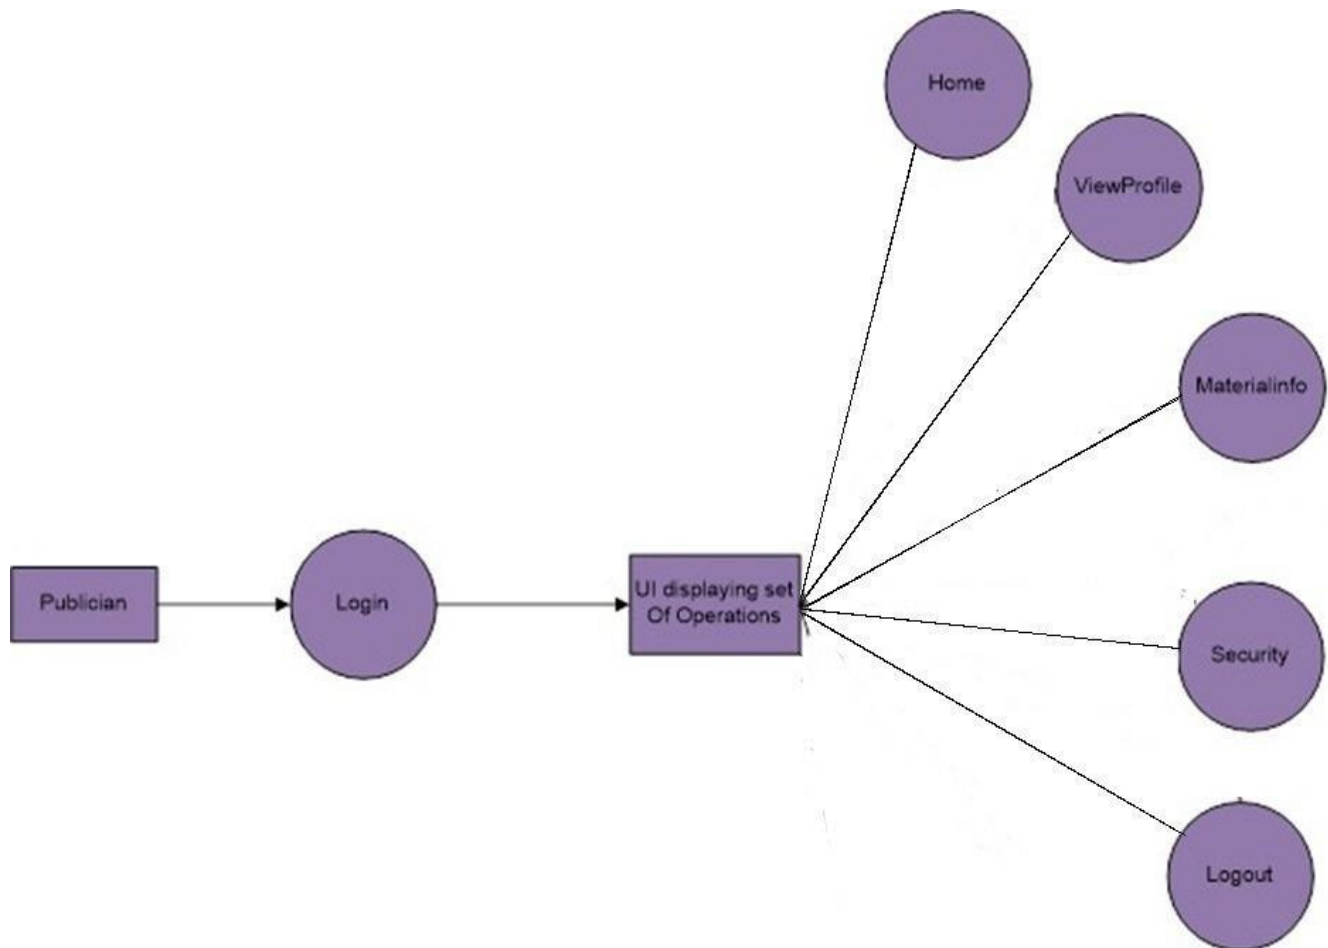 Home
ViewProfile
Materialinfo
Publician
Login
UI displaying set
Of Operations
Security
Logout